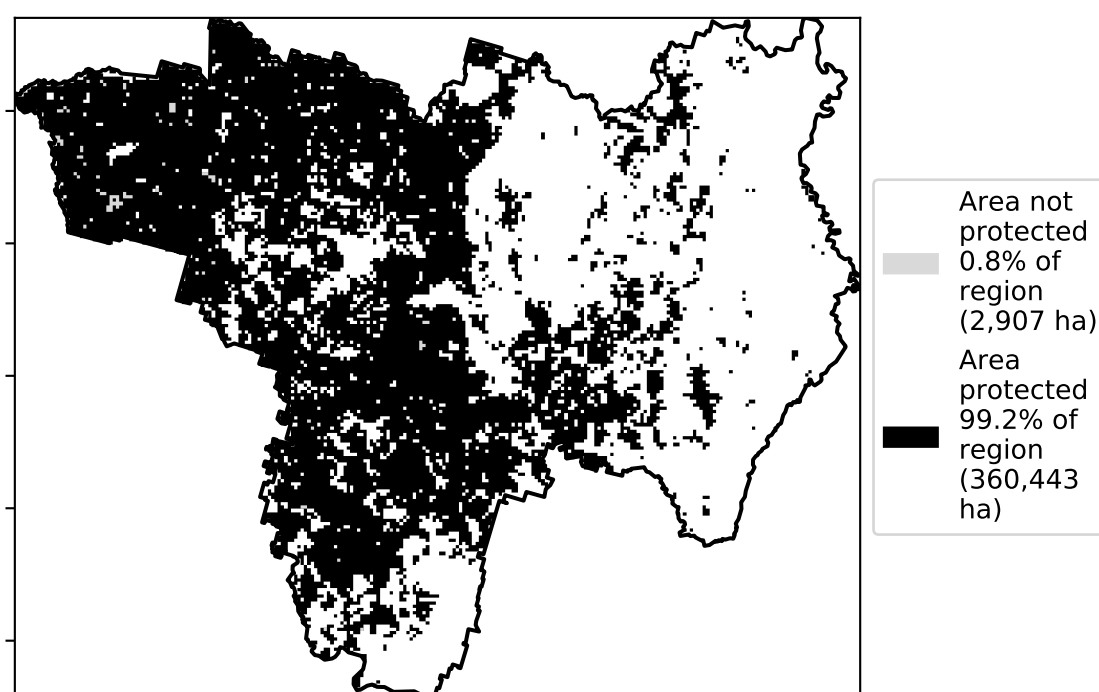 Area not
protected
0.8% of
region
(2,907 ha)
Area
protected
99.2% of
region
(360,443
ha)